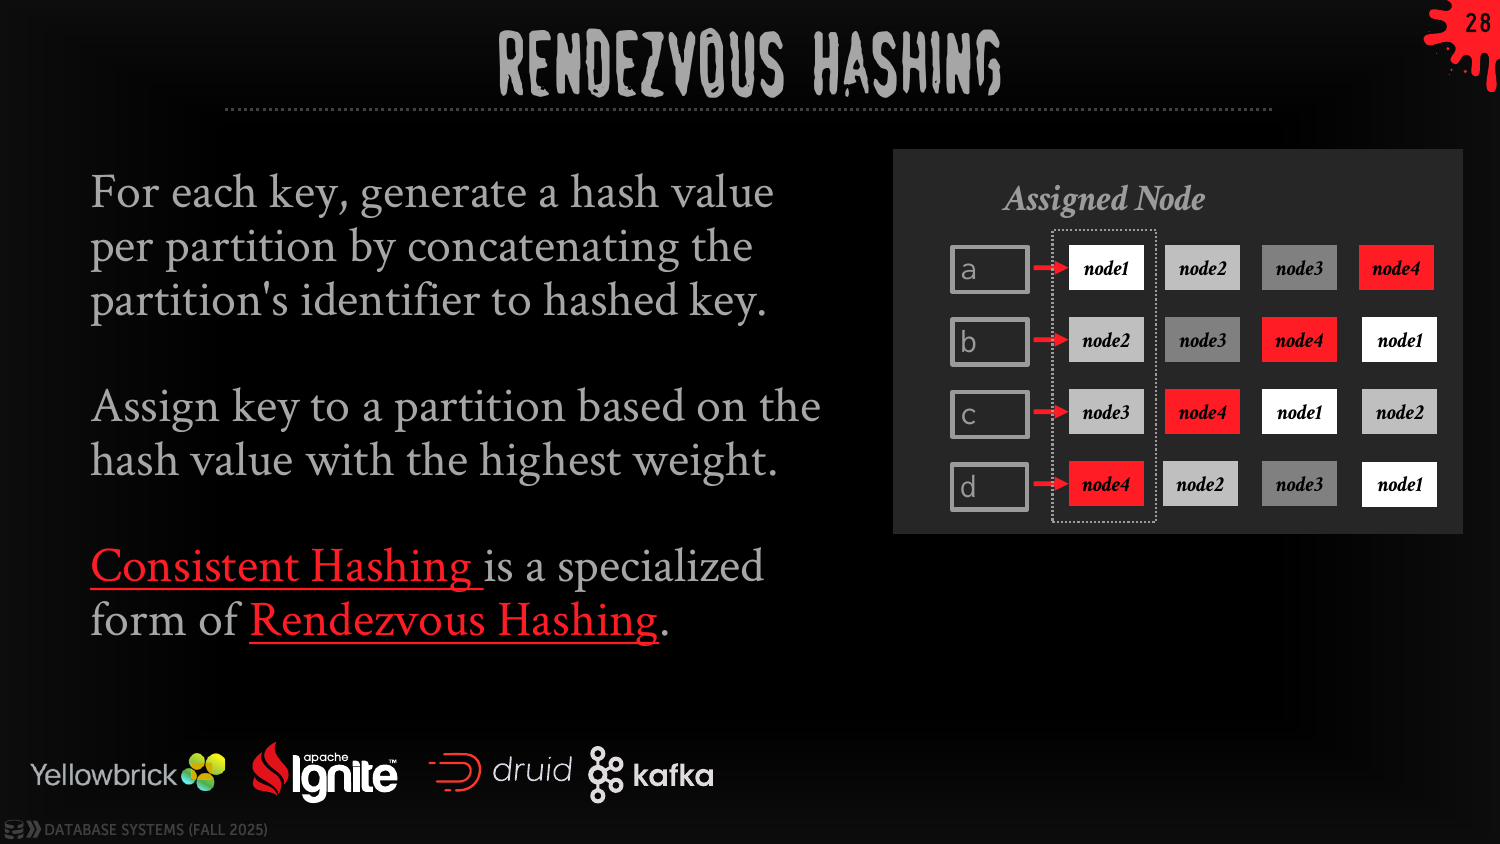 RENDEZVOUS HASHING
28
For each key, generate a hash value
per partition by concatenating the
partition's identifier to hashed key.
Assign key to a partition based on the
hash value with the highest weight.
Consistent Hashing is a specialized
form of Rendezvous Hashing.
Assigned Node
a node1 node2 node3 node4
b node2 node3 node4 node1
c node3 node4 node1 node2
d node4 node2 node3 node1
Yellowbrick
apache
Ignite™
druid
kafka
DATABASE SYSTEMS (FALL 2025)